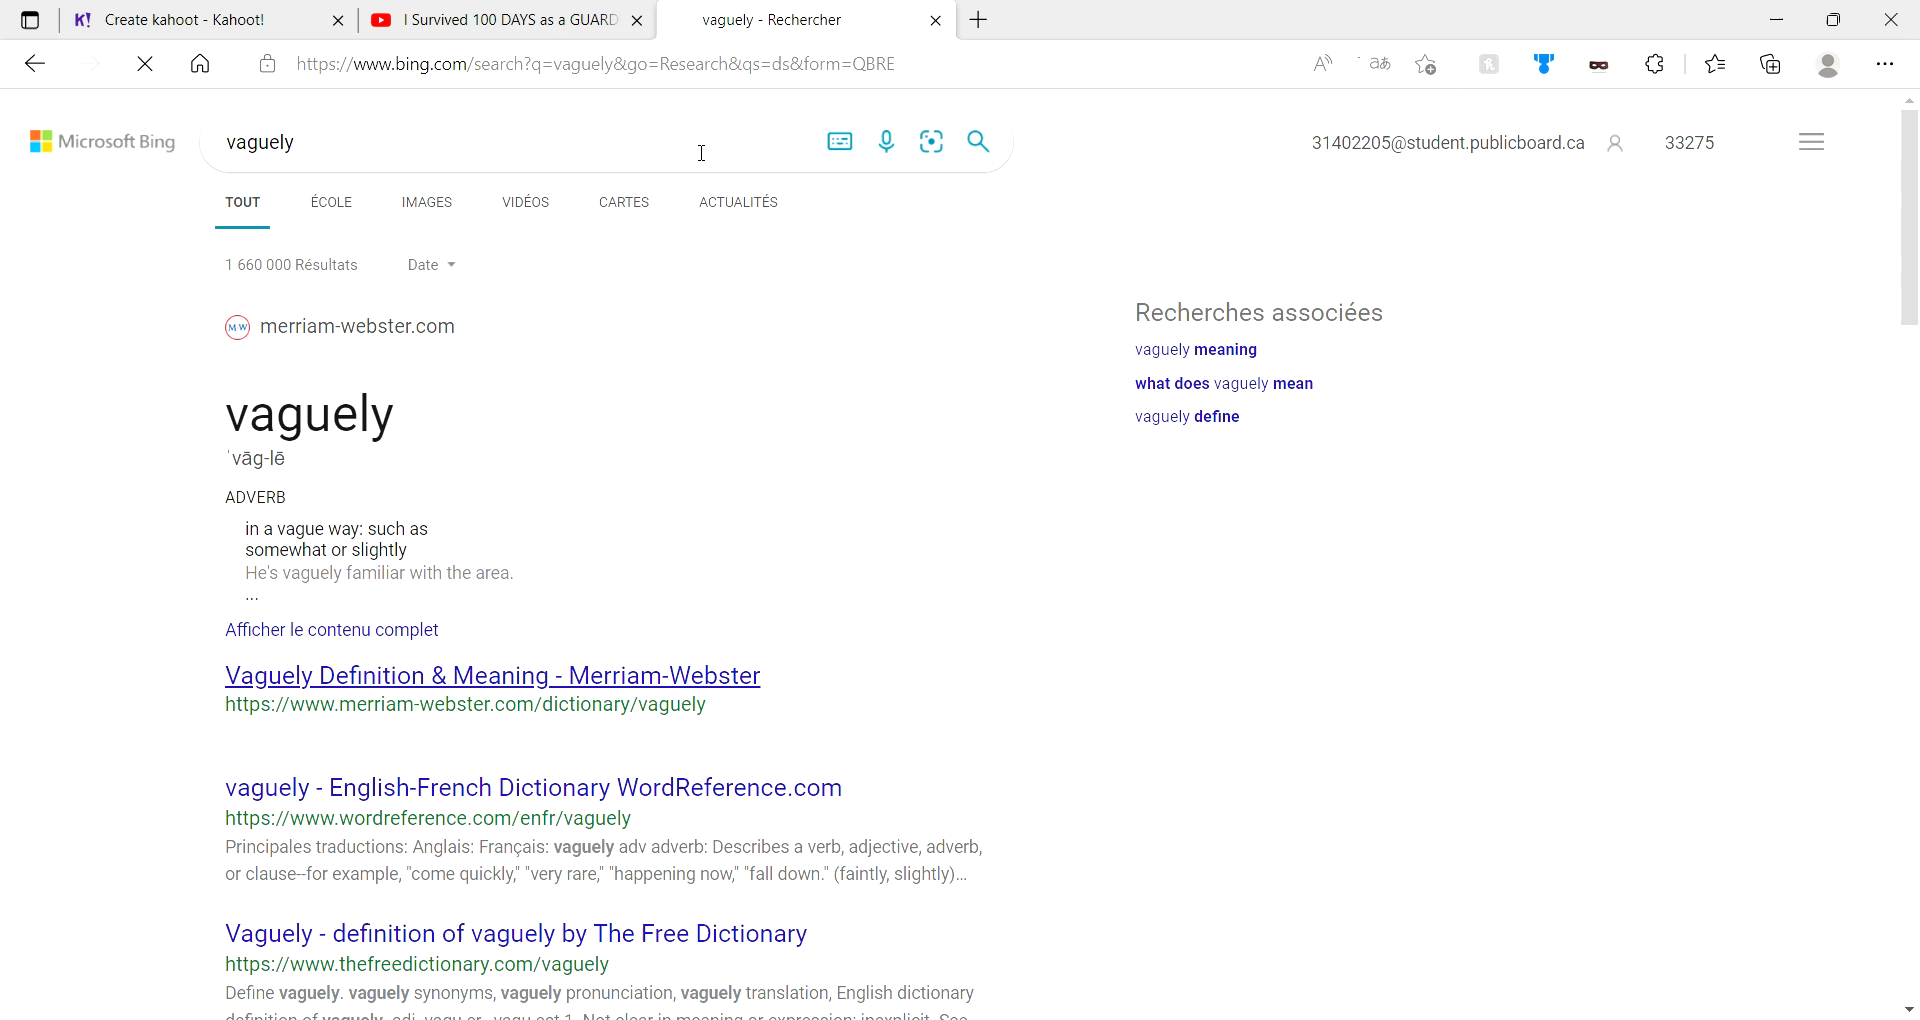 K! Create kahoot - Kahoot!
I Survived 100 DAYS as a GUARD
vaguely - Rechercher
https://www.bing.com/search?q=vaguely&go=Research&qs=ds&form=QBRE
Microsoft Bing
vaguely
31402205@student.publicboard.ca
33275
TOUT ÉCOLE IMAGES VIDÉOS CARTES ACTUALITÉS
1 660 000 Résultats Date
MW merriam-webster.com
vaguely
ˈvāg-lē
ADVERB
in a vague way: such as
somewhat or slightly
He's vaguely familiar with the area.
...
Afficher le contenu complet
Vaguely Definition & Meaning - Merriam-Webster
https://www.merriam-webster.com/dictionary/vaguely
vaguely - English-French Dictionary WordReference.com
https://www.wordreference.com/enfr/vaguely
Principales traductions: Anglais: Français: vaguely adv adverb: Describes a verb, adjective, adverb,
or clause--for example, "come quickly," "very rare," "happening now," "fall down." (faintly, slightly)...
Vaguely - definition of vaguely by The Free Dictionary
https://www.thefreedictionary.com/vaguely
Define vaguely. vaguely synonyms, vaguely pronunciation, vaguely translation, English dictionary
Recherches associées
vaguely meaning
what does vaguely mean
vaguely define